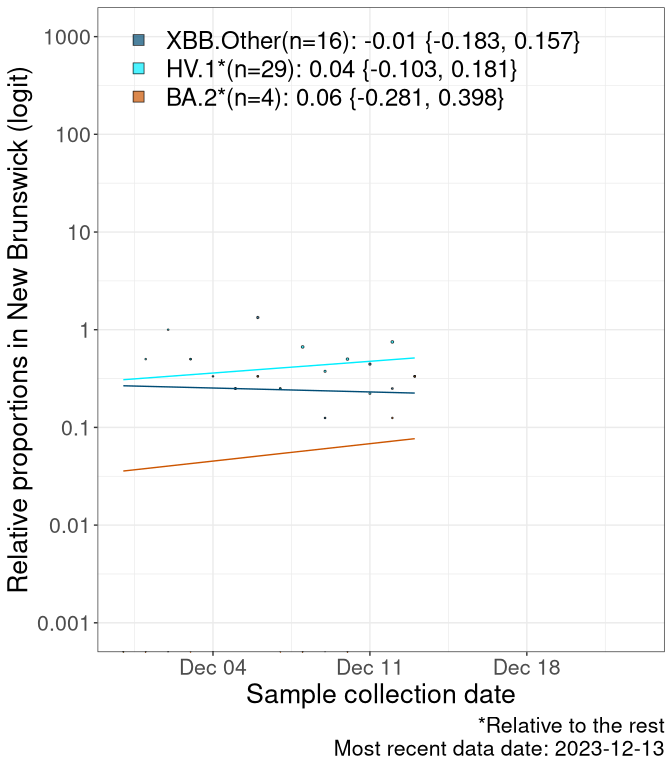 XBB.Other(n=16): -0.01 {-0.183, 0.157}
HV.1*(n=29): 0.04 {-0.103, 0.181}
BA.2*(n=4): 0.06 {-0.281, 0.398}
Relative proportions in New Brunswick (logit)
1000
100
10
1
0.1
0.01
0.001
Dec 04 Dec 11 Dec 18
Sample collection date
*Relative to the rest
Most recent data date: 2023-12-13